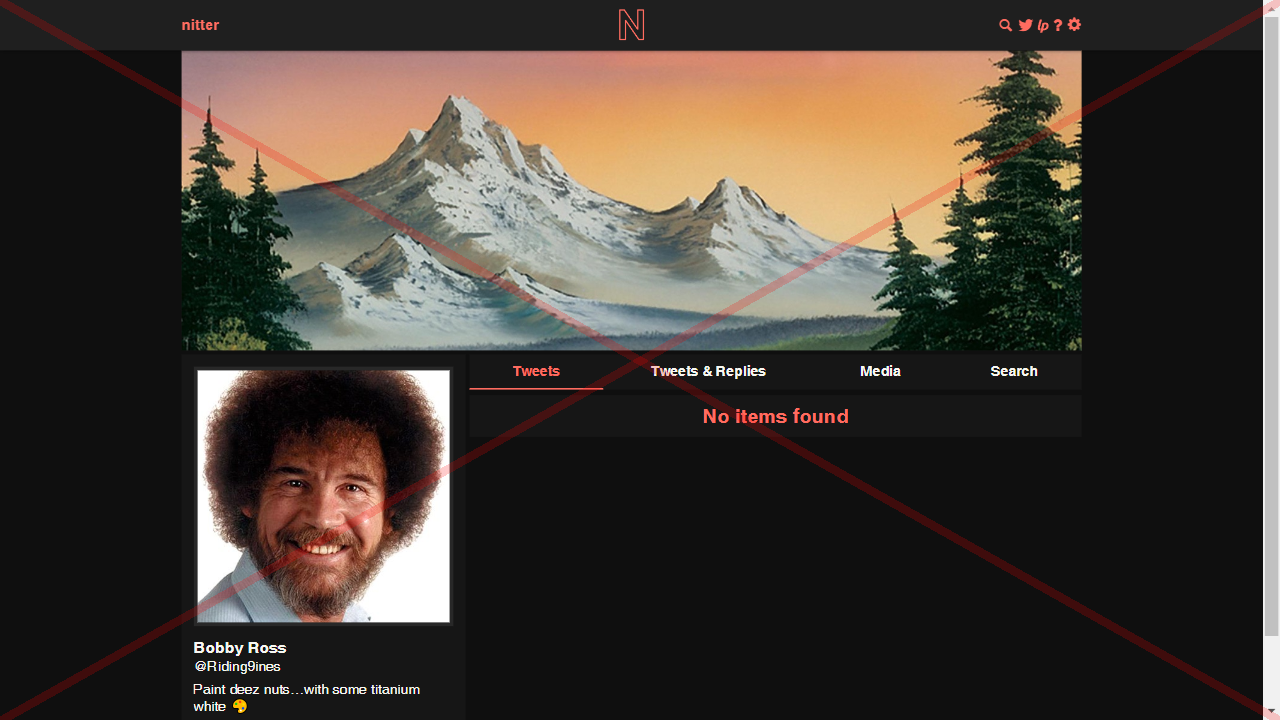 nitter
N
lp ?
Tweets Tweets & Replies Media Search
No items found
Bobby Ross
@Riding9ines
Paint deez nuts…with some titanium
white 🎨